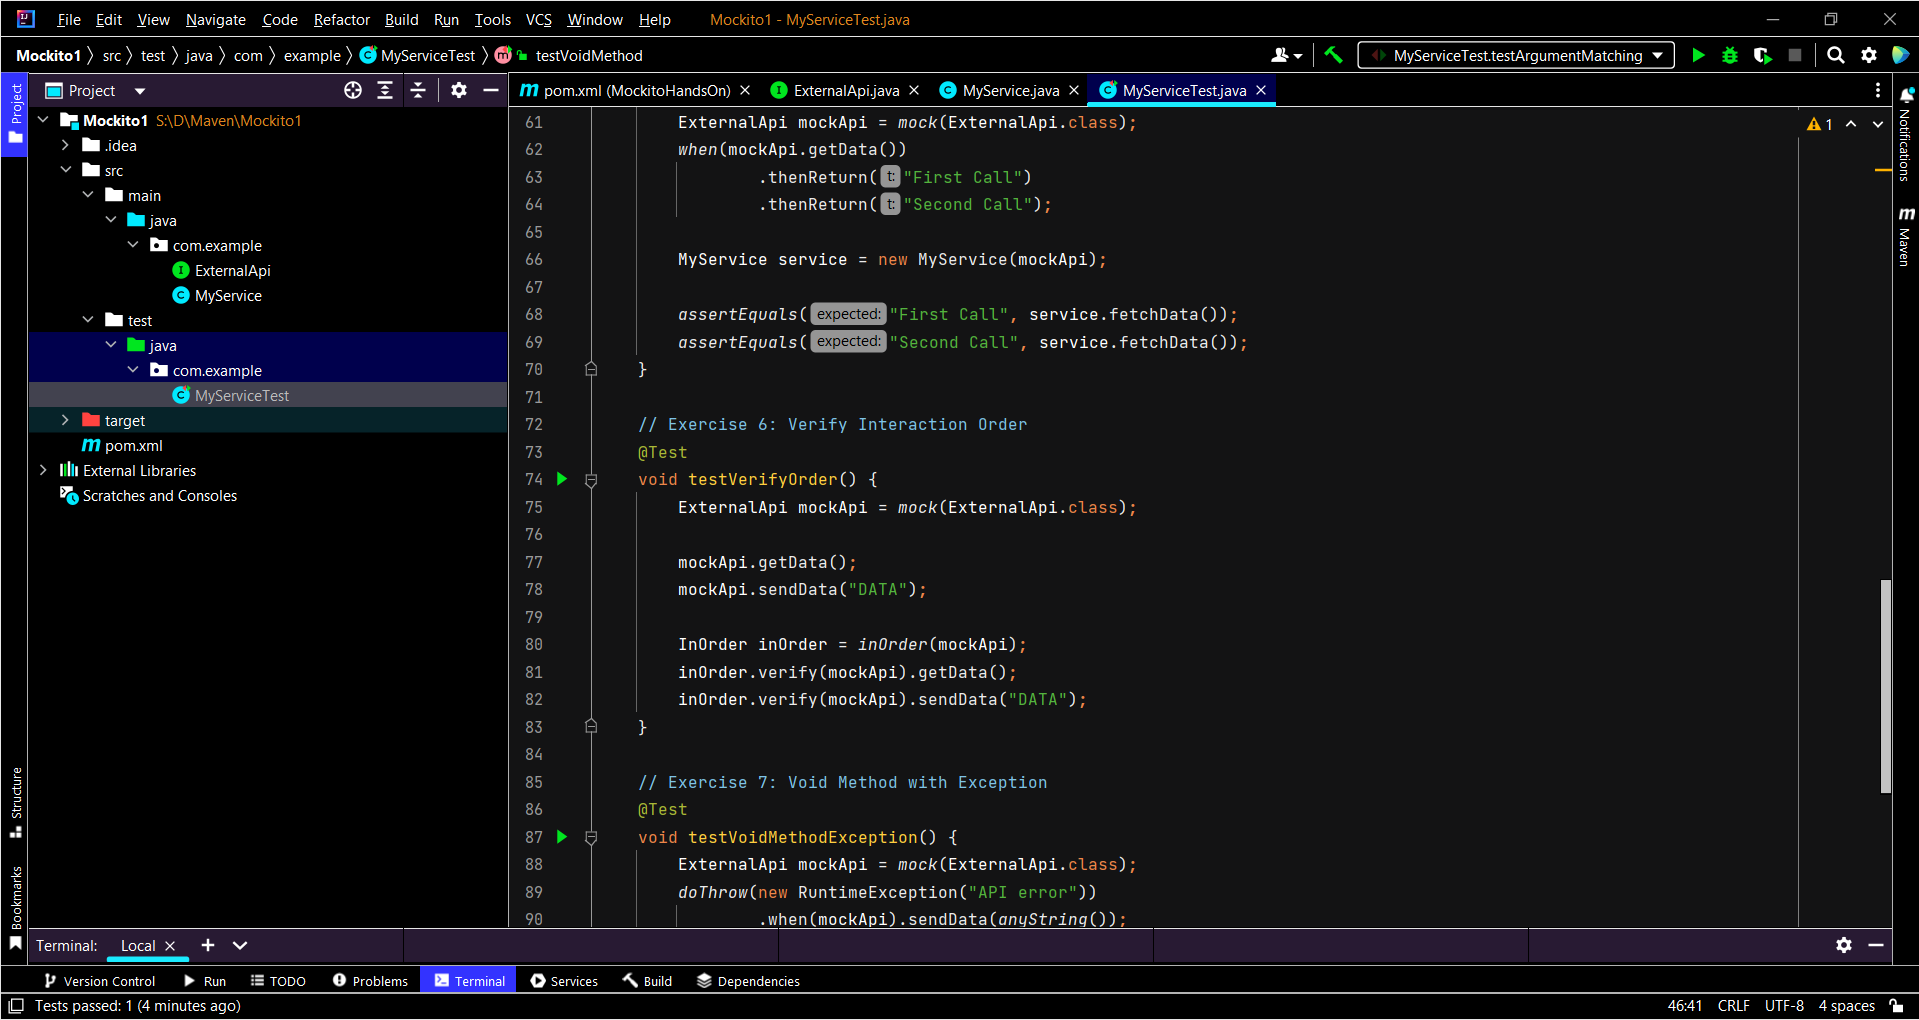 File Edit View Navigate Code Refactor Build Run Tools VCS Window Help Mockito1 - MyServiceTest.java
Mockito1 src test java com example MyServiceTest m testVoidMethod MyServiceTest.testArgumentMatching
Project
Project
pom.xml (MockitoHandsOn) ExternalApi.java MyService.java MyServiceTest.java
Notifications
Maven
Mockito1 S:\D\Maven\Mockito1
.idea
src
main
java
com.example
ExternalApi
MyService
test
java
com.example
MyServiceTest
target
pom.xml
External Libraries
Scratches and Consoles
Structure
Bookmarks
1
61 ExternalApi mockApi = mock(ExternalApi.class);
62 when(mockApi.getData())
63 .thenReturn( t: "First Call")
64 .thenReturn( t: "Second Call");
65
66 MyService service = new MyService(mockApi);
67
68 assertEquals( expected: "First Call", service.fetchData());
69 assertEquals( expected: "Second Call", service.fetchData());
70 }
71
72 // Exercise 6: Verify Interaction Order
73 @Test
74 void testVerifyOrder() {
75 ExternalApi mockApi = mock(ExternalApi.class);
76
77 mockApi.getData();
78 mockApi.sendData("DATA");
79
80 InOrder inOrder = inOrder(mockApi);
81 inOrder.verify(mockApi).getData();
82 inOrder.verify(mockApi).sendData("DATA");
83 }
84
85 // Exercise 7: Void Method with Exception
86 @Test
87 void testVoidMethodException() {
88 ExternalApi mockApi = mock(ExternalApi.class);
89 doThrow(new RuntimeException("API error"))
90 .when(mockApi).sendData(anyString());
Terminal: Local
Version Control Run TODO Problems Terminal Services Build Dependencies
Tests passed: 1 (4 minutes ago) 46:41 CRLF UTF-8 4 spaces